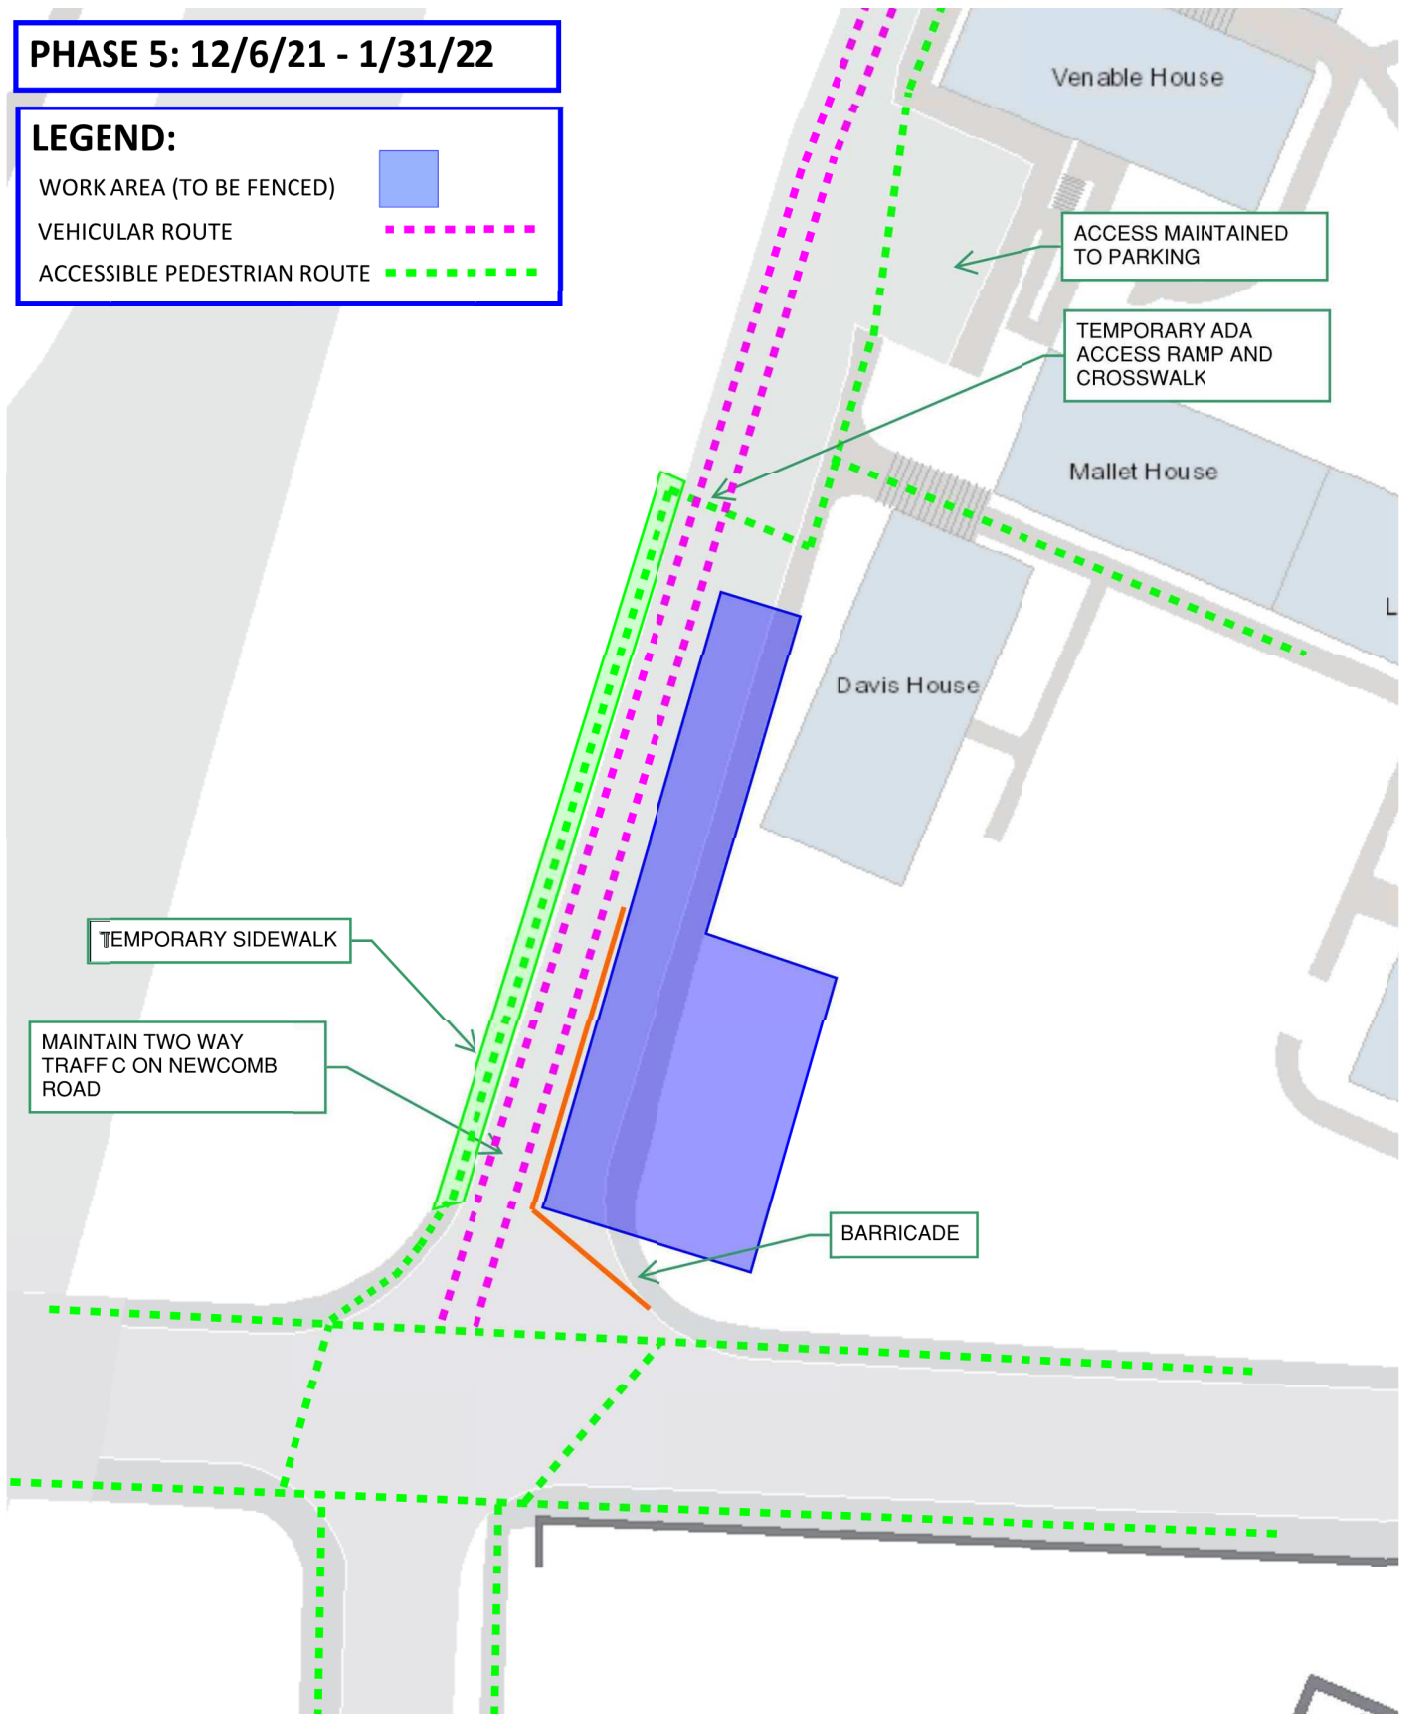 PHASE 5: 12/6/21 - 1/31/22
LEGEND:
WORK AREA (TO BE FENCED)
VEHICULAR ROUTE
ACCESSIBLE PEDESTRIAN ROUTE
Venable House
ACCESS MAINTAINED
TO PARKING
TEMPORARY ADA
ACCESS RAMP AND
CROSSWALK
Mallet House
L
Davis House
TEMPORARY SIDEWALK
MAINTAIN TWO WAY
TRAFFIC ON NEWCOMB
ROAD
BARRICADE